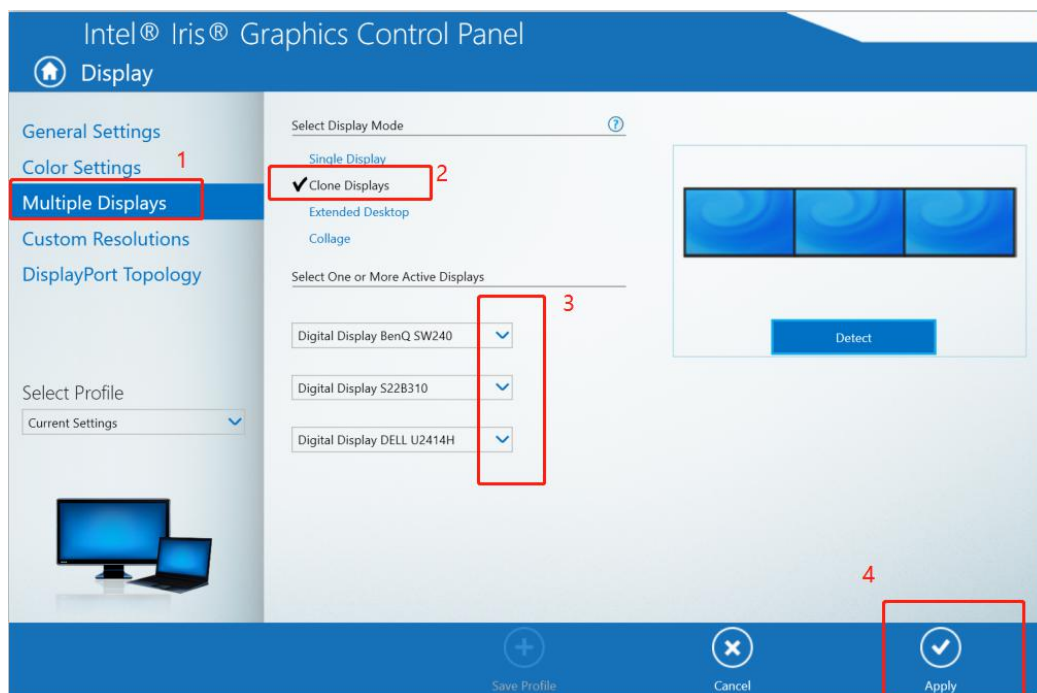 Intel® Iris® Graphics Control Panel
Display
General Settings
Color Settings
1
Multiple Displays
Custom Resolutions
DisplayPort Topology
Select Profile
Current Settings
Select Display Mode
?
Single Display
Clone Displays
2
Extended Desktop
Collage
Select One or More Active Displays
3
Digital Display BenQ SW240
Digital Display S22B310
Digital Display DELL U2414H
Detect
4
Save Profile
Cancel
Apply